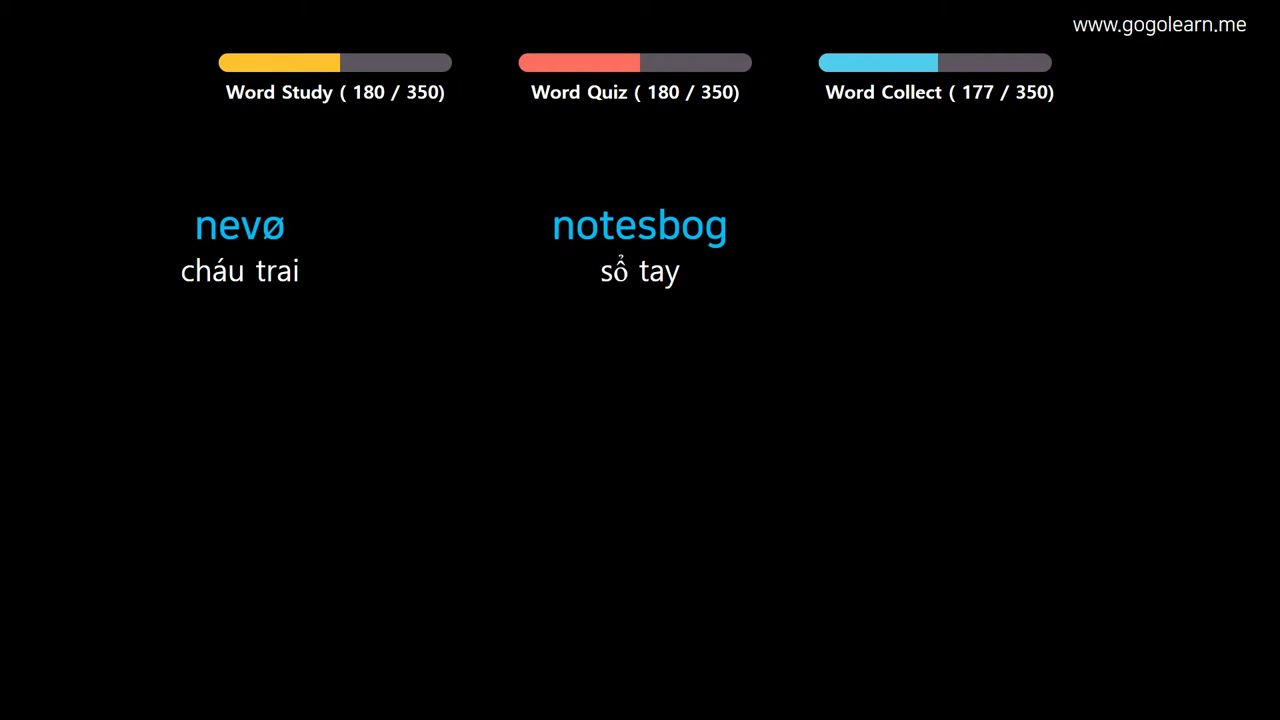 www.gogolearn.me
Word Study ( 180 / 350)
Word Quiz ( 180 / 350)
Word Collect ( 177 / 350)
nevø
cháu trai
notesbog
sổ tay